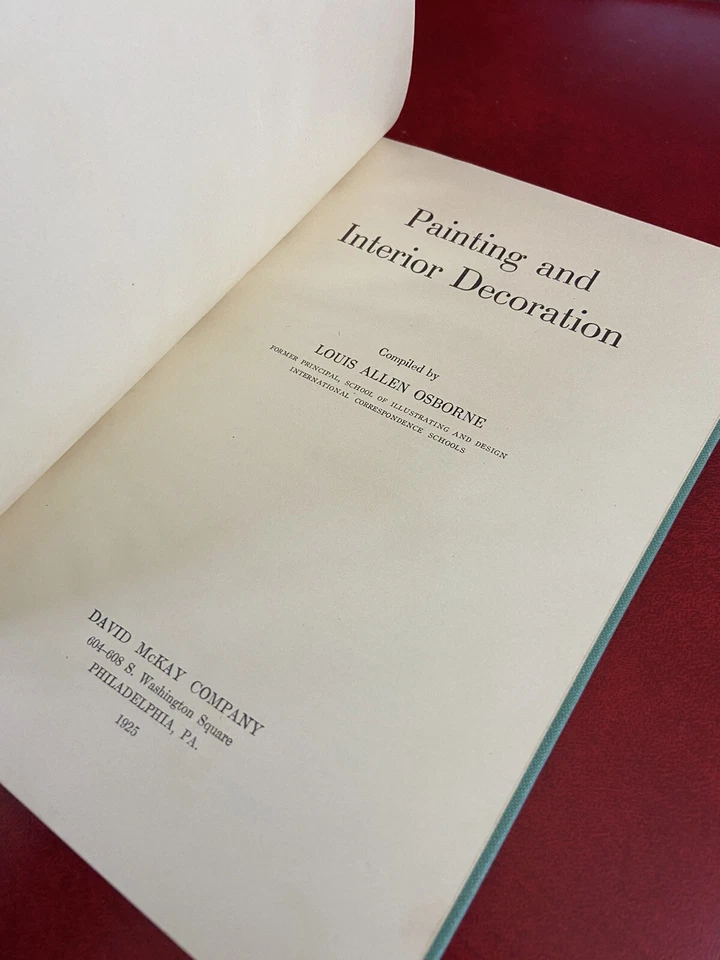 Painting and
Interior Decoration
Compiled by
LOUIS ALLEN OSBORNE
FORMER PRINCIPAL, SCHOOL OF ILLUSTRATING AND DESIGN
INTERNATIONAL CORRESPONDENCE SCHOOLS
DAVID McKAY COMPANY
604–608 S. Washington Square
PHILADELPHIA, PA.
1925